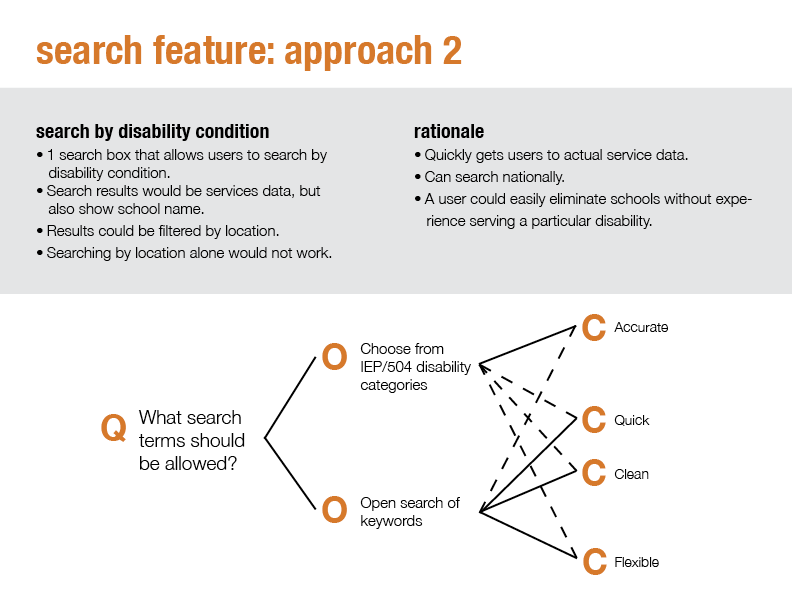 search feature: approach 2
search by disability condition
• 1 search box that allows users to search by
disability condition.
• Search results would be services data, but
also show school name.
• Results could be filtered by location.
• Searching by location alone would not work.
rationale
• Quickly gets users to actual service data.
• Can search nationally.
• A user could easily eliminate schools without expe-
rience serving a particular disability.
Q What search
terms should
be allowed?
O Choose from
IEP/504 disability
categories
O Open search of
keywords
C Accurate
C Quick
C Clean
C Flexible